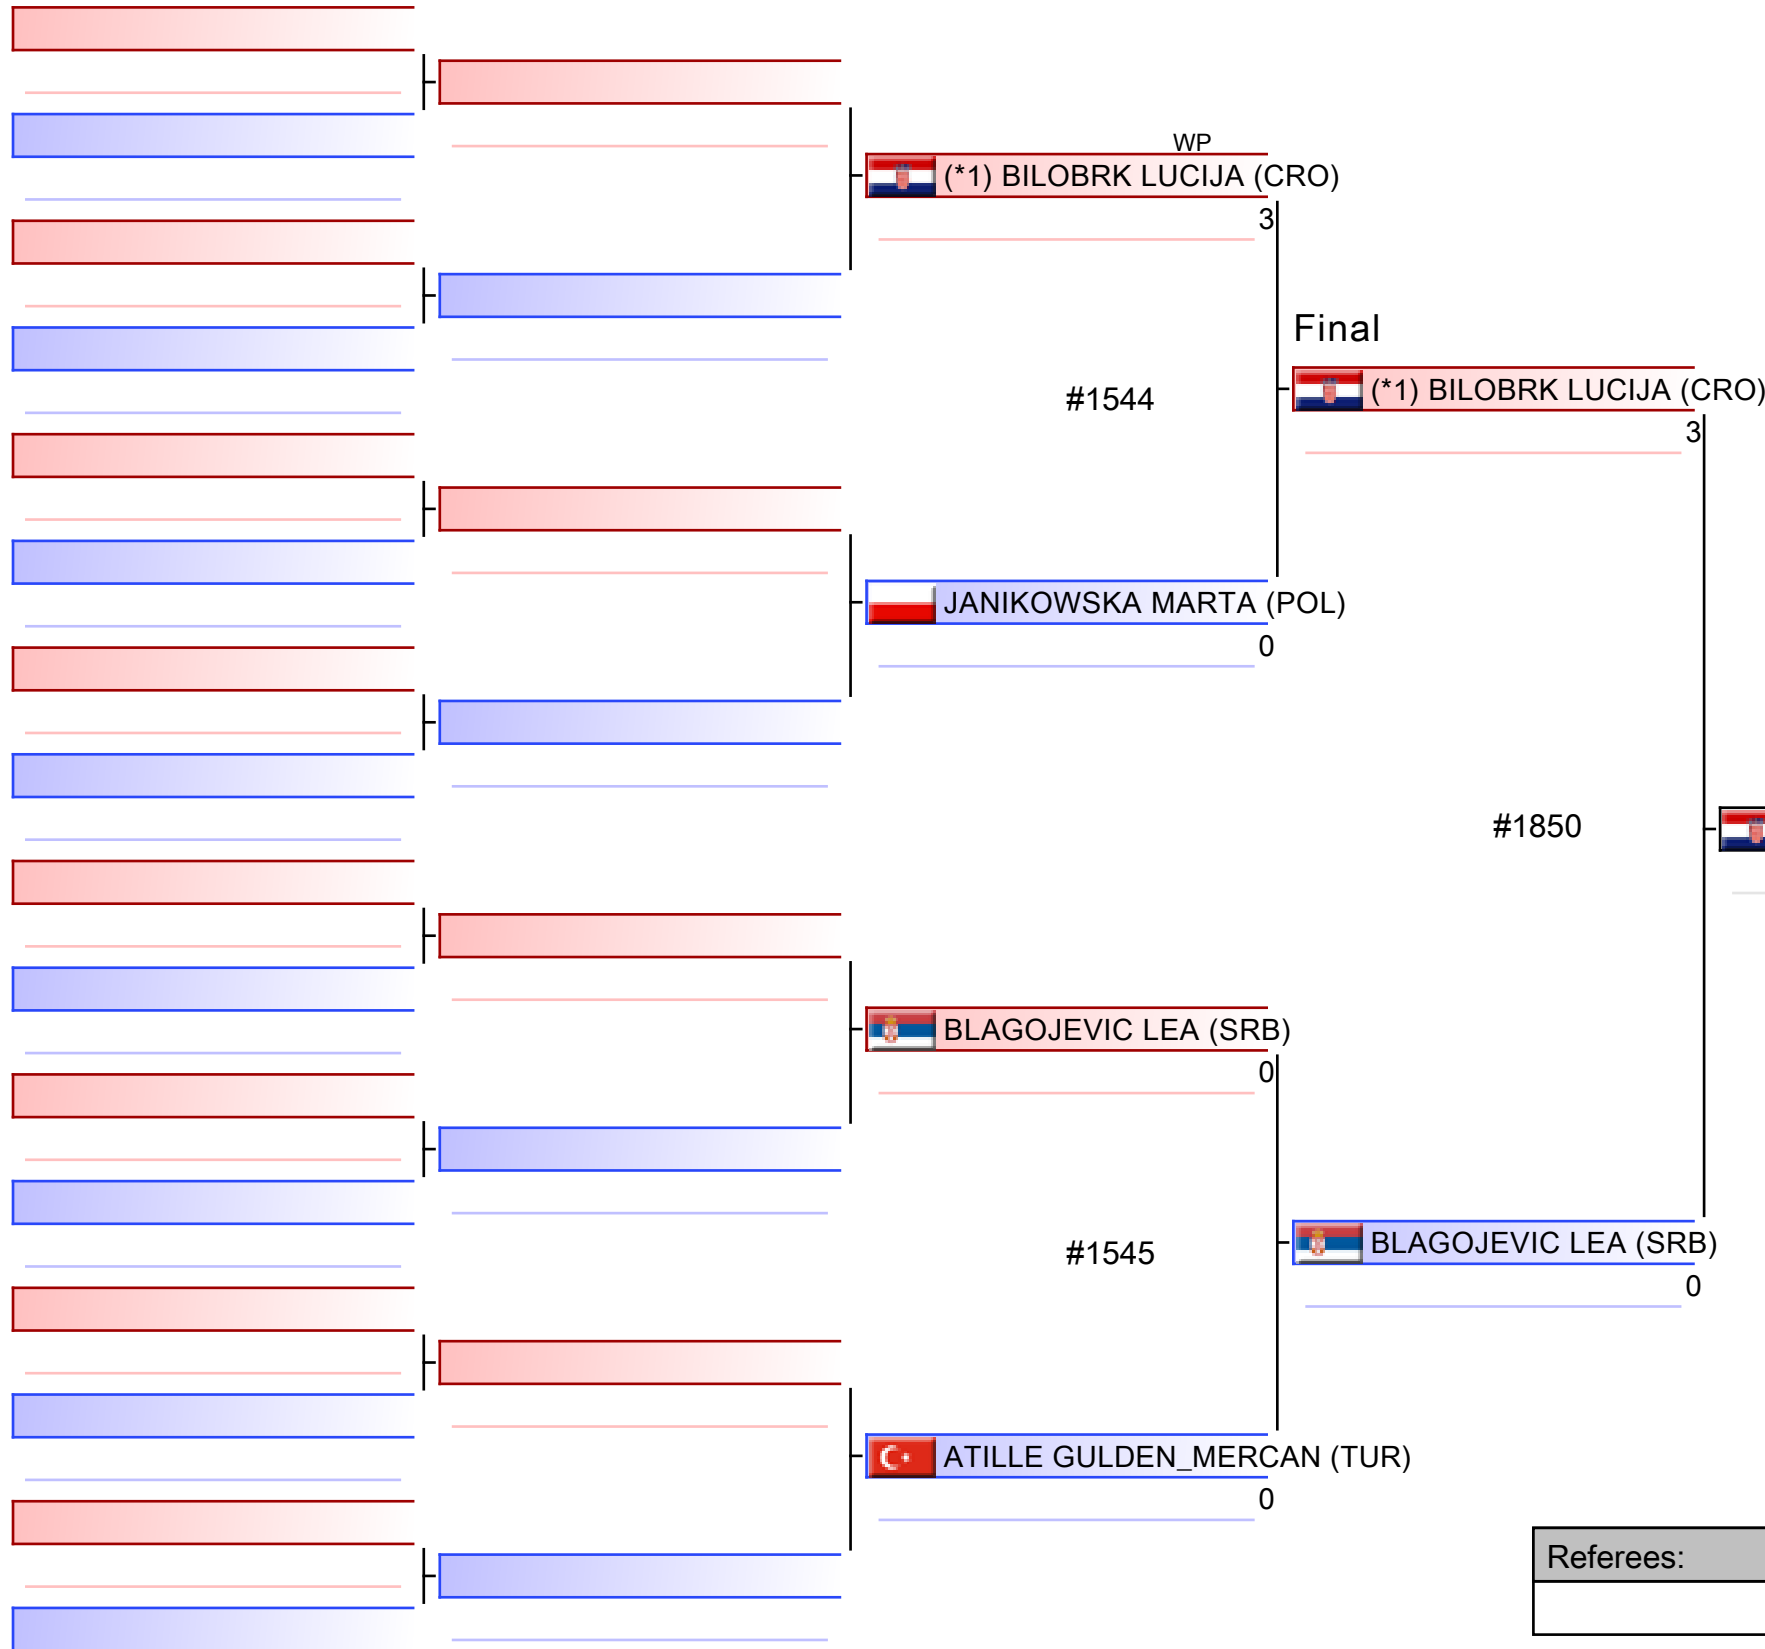 WP
(*1) BILOBRK LUCIJA (CRO)
3
Final
#1544
(*1) BILOBRK LUCIJA (CRO)
3
JANIKOWSKA MARTA (POL)
0
#1850
BLAGOJEVIC LEA (SRB)
0
#1545
BLAGOJEVIC LEA (SRB)
0
ATILLE GULDEN_MERCAN (TUR)
0
Referees: